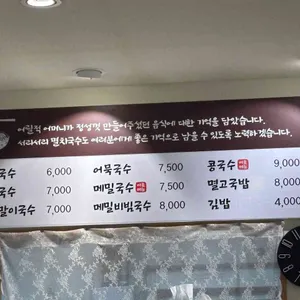 어릴적 어머니가 정성껏 만들어주셨던 음식에 대한 기억을 담았습니다.
서라서리 멸치국수도 여러분에게 좋은 기억으로 남을 수 있도록 노력하겠습니다.
국수 6,000 어묵국수 7,500 콩국수 9,000
국수 7,000 메밀국수 7,500 멸고국밥 8,000
말이국수 7,000 메밀비빔국수 8,000 김밥 4,000